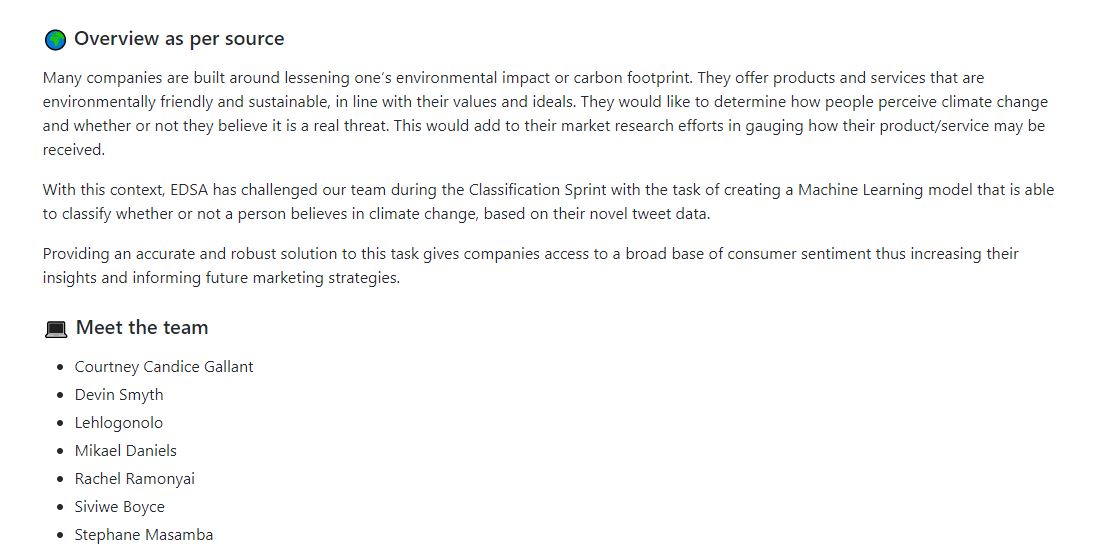 Overview as per source
Many companies are built around lessening one’s environmental impact or carbon footprint. They offer products and services that are
environmentally friendly and sustainable, in line with their values and ideals. They would like to determine how people perceive climate change
and whether or not they believe it is a real threat. This would add to their market research efforts in gauging how their product/service may be
received.
With this context, EDSA has challenged our team during the Classification Sprint with the task of creating a Machine Learning model that is able
to classify whether or not a person believes in climate change, based on their novel tweet data.
Providing an accurate and robust solution to this task gives companies access to a broad base of consumer sentiment thus increasing their
insights and informing future marketing strategies.
Meet the team
Courtney Candice Gallant
Devin Smyth
Lehlogonolo
Mikael Daniels
Rachel Ramonyai
Siviwe Boyce
Stephane Masamba